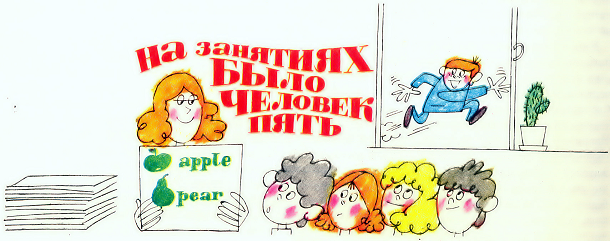 на занятиях
было
человек
пять
apple
pear